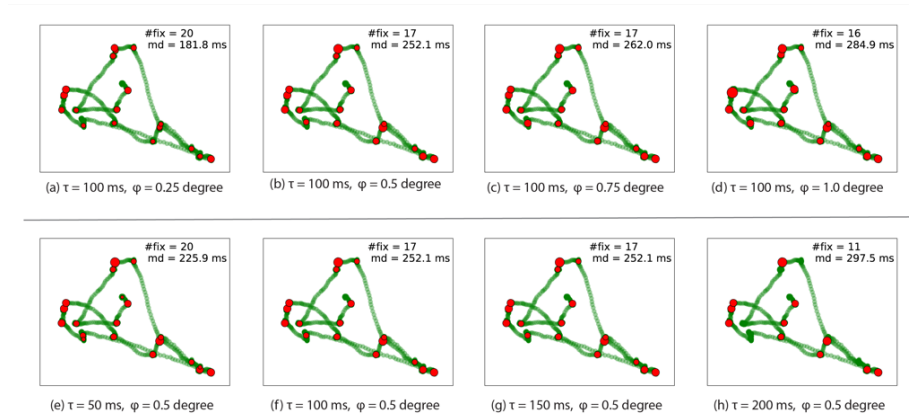 #fix = 20
md = 181.8 ms
#fix = 17
md = 252.1 ms
#fix = 17
md = 262.0 ms
#fix = 16
md = 284.9 ms
(a) τ = 100 ms, φ = 0.25 degree
(b) τ = 100 ms, φ = 0.5 degree
(c) τ = 100 ms, φ = 0.75 degree
(d) τ = 100 ms, φ = 1.0 degree
#fix = 20
md = 225.9 ms
#fix = 17
md = 252.1 ms
#fix = 17
md = 252.1 ms
#fix = 11
md = 297.5 ms
(e) τ = 50 ms, φ = 0.5 degree
(f) τ = 100 ms, φ = 0.5 degree
(g) τ = 150 ms, φ = 0.5 degree
(h) τ = 200 ms, φ = 0.5 degree